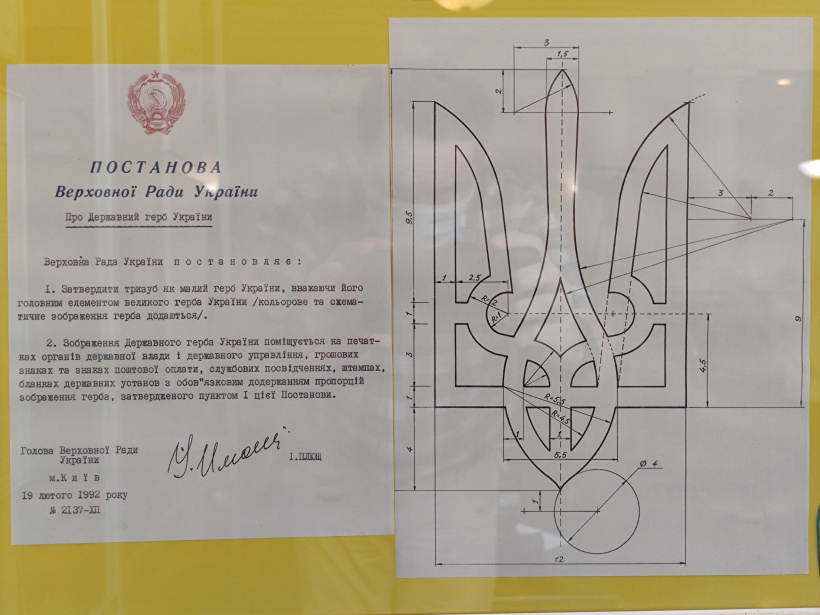 ПОСТАНОВА
Верховної Ради України
Про Державний герб України
Верховна Рада України постановляє:
I. Затвердити тризуб як малий герб України, вважаючи його
головним елементом великого герба України /кольорове та схема-
тичне зображення герба додаються/.
2. Зображення Державного герба України поміщується на печат-
ках органів державної влади і державного управління, грошових
знаках та знаках поштової оплати, службових посвідченнях, штампах,
бланках державних установ з обов"язковим додержанням пропорцій
зображення герба, затвердженого пунктом I цієї Постанови.
Голова Верховної Ради
України
І.ПЛЮЩ
м.Київ
19 лютого 1992 року
№ 2137-XII
3
1,5
2
9,5
3
2
1
2,5
R=2
R=1
1
3
9
4,5
1
R=5,5
R=4,5
4
1
1
5,5
Ø 4
1
12